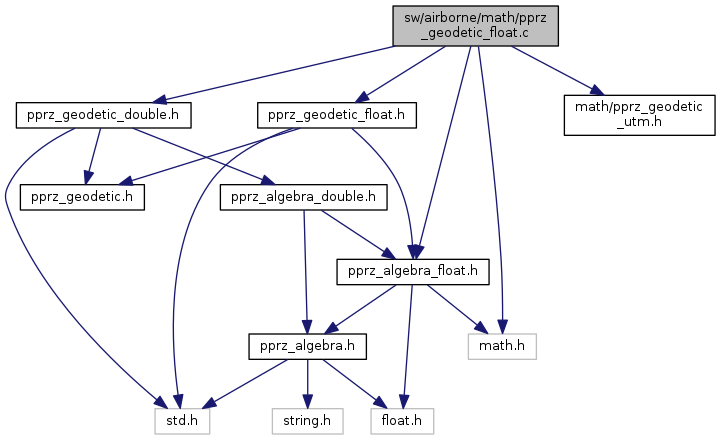 sw/airborne/math/pprz
_geodetic_float.c
pprz_geodetic_double.h
pprz_geodetic_float.h
math/pprz_geodetic
_utm.h
pprz_geodetic.h
pprz_algebra_double.h
pprz_algebra_float.h
pprz_algebra.h
math.h
std.h
string.h
float.h